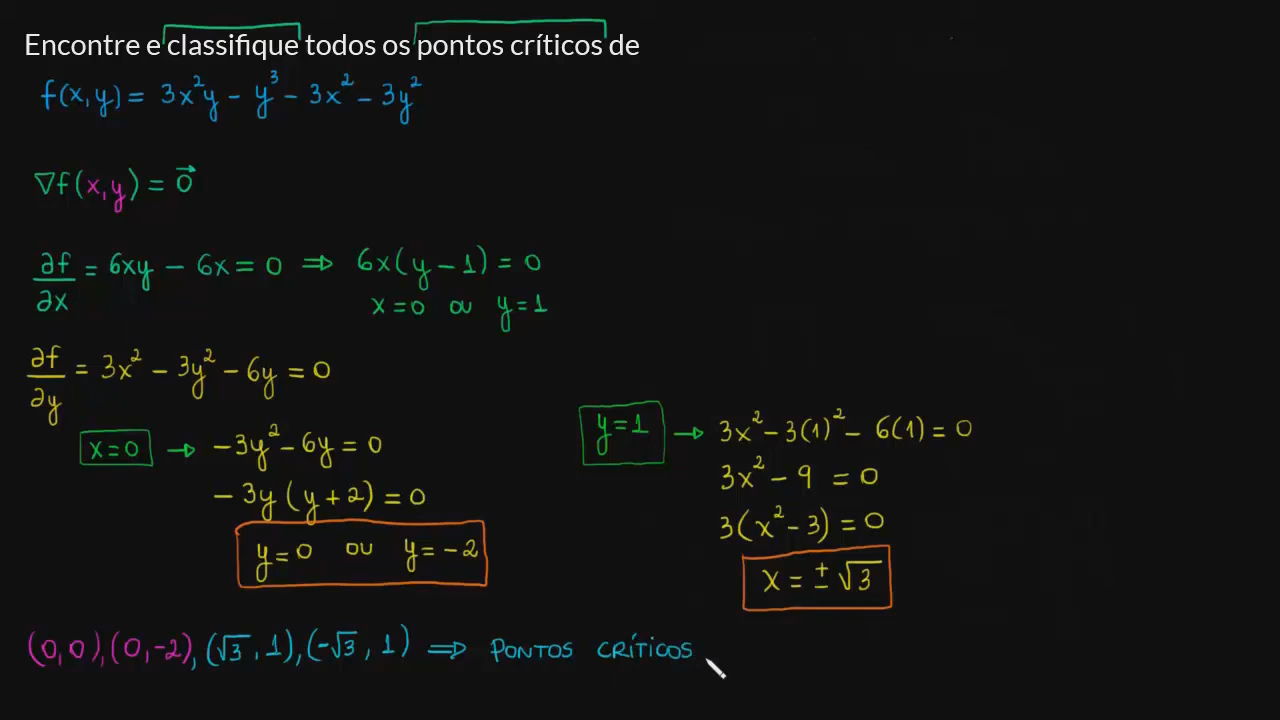 Encontre e classifique todos os pontos críticos de
f(x,y) = 3x²y - y³ - 3x² - 3y²
∇f(x,y) = 0⃗
∂f/∂x = 6xy - 6x = 0 ⇒ 6x(y - 1) = 0
x = 0 ou y = 1
∂f/∂y = 3x² - 3y² - 6y = 0
x = 0 → -3y² - 6y = 0
-3y(y + 2) = 0
y = 0 ou y = -2
y = 1 → 3x² - 3(1)² - 6(1) = 0
3x² - 9 = 0
3(x² - 3) = 0
x = ±√3
(0,0), (0,-2), (√3, 1), (-√3, 1) ⇒ PONTOS CRÍTICOS